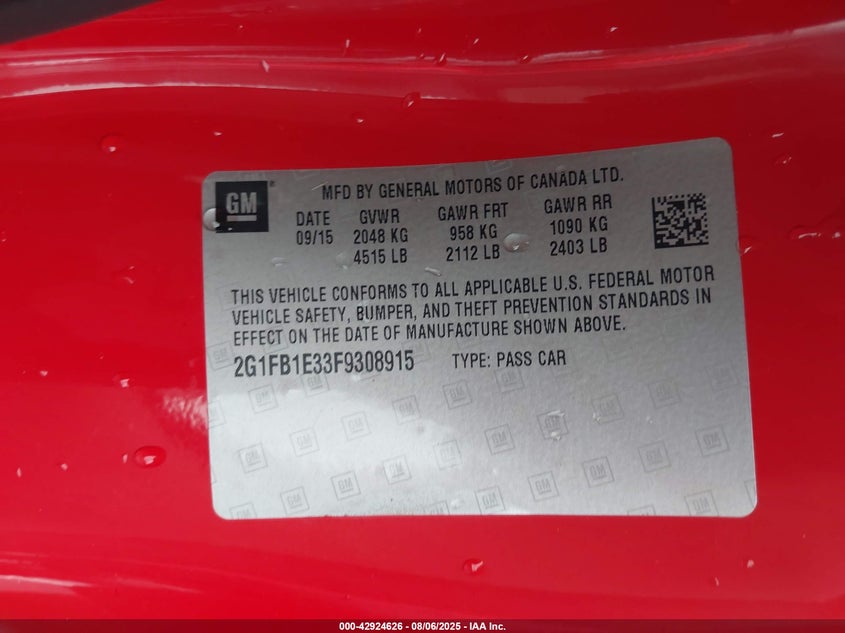 GM
MFD BY GENERAL MOTORS OF CANADA LTD.
DATE GVWR GAWR FRT GAWR RR
09/15 2048 KG 958 KG 1090 KG
4515 LB 2112 LB 2403 LB
THIS VEHICLE CONFORMS TO ALL APPLICABLE U.S. FEDERAL MOTOR
VEHICLE SAFETY, BUMPER, AND THEFT PREVENTION STANDARDS IN
EFFECT ON THE DATE OF MANUFACTURE SHOWN ABOVE.
2G1FB1E33F9308915 TYPE: PASS CAR
000-42924626 - 08/06/2025 - IAA Inc.